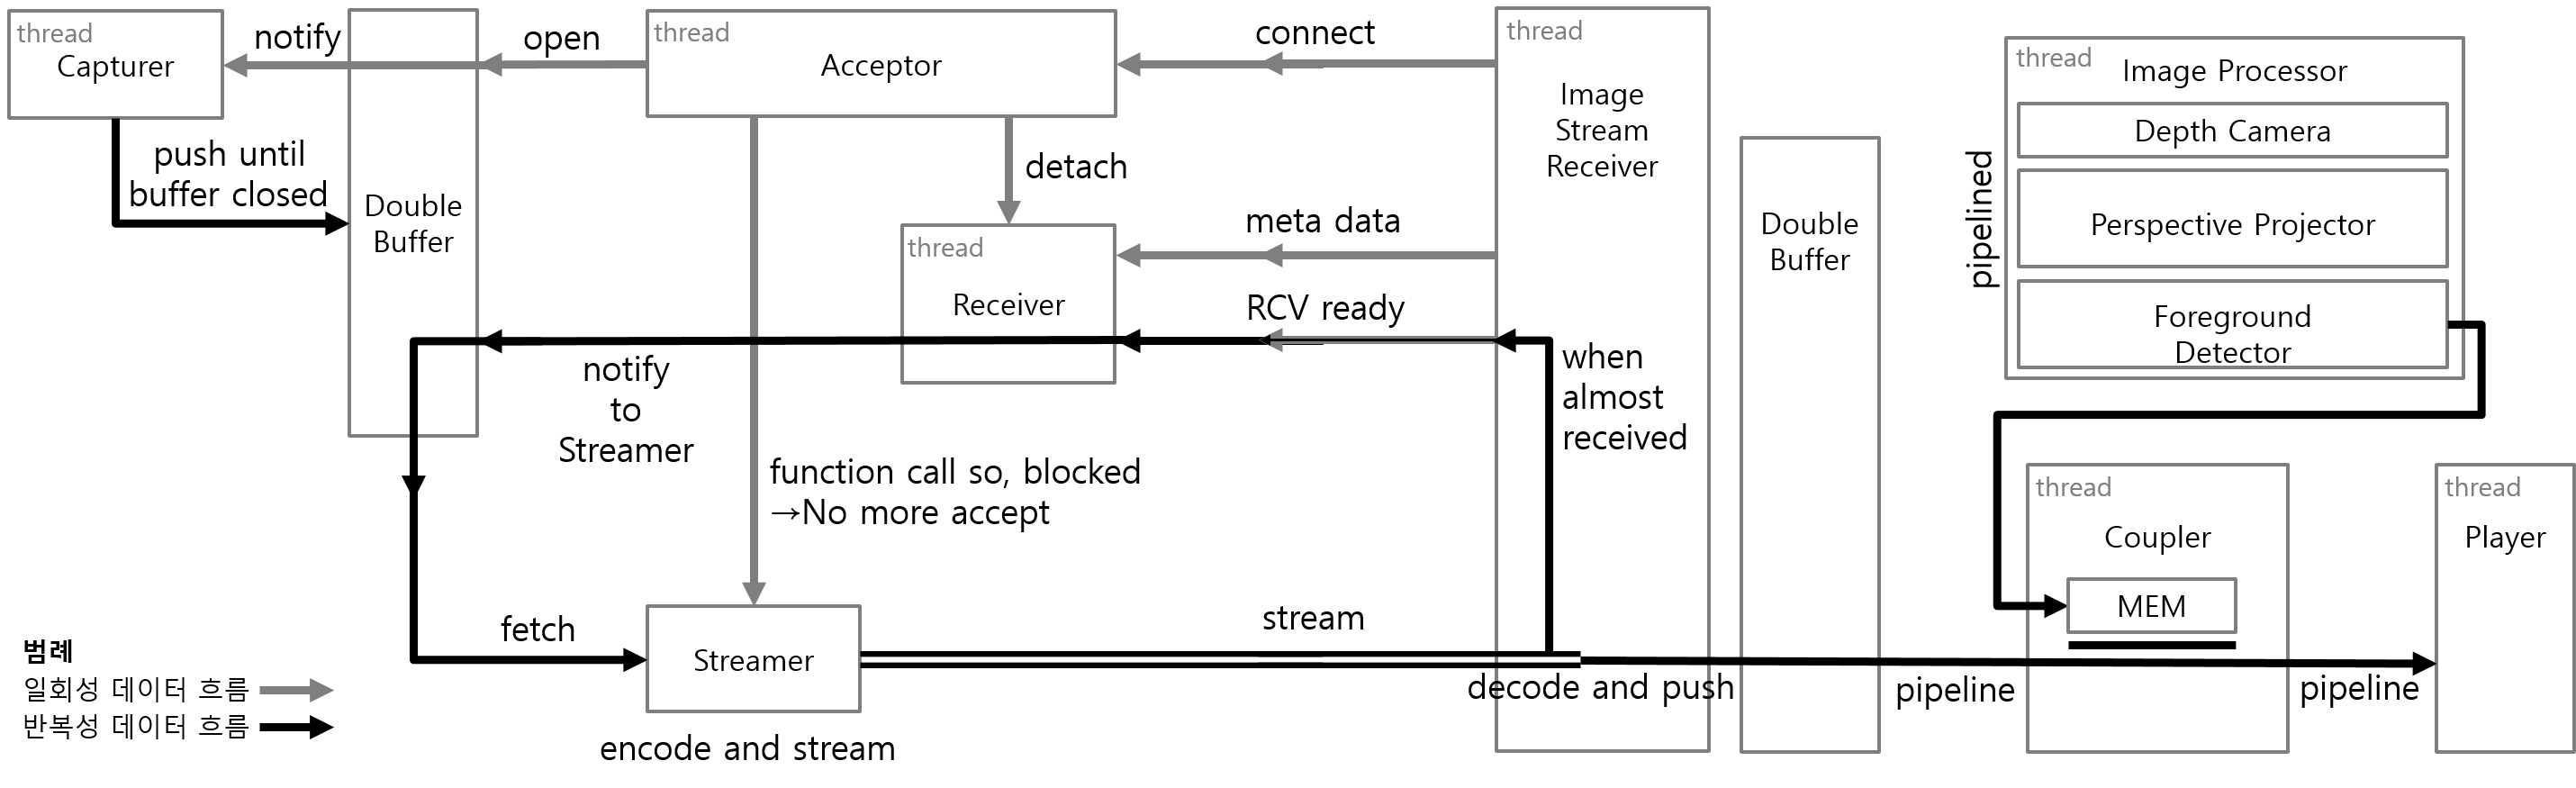 thread
Capturer
notify
open
thread
Acceptor
connect
thread
Image
Stream
Receiver
thread
Image Processor
Depth Camera
Perspective Projector
Foreground
Detector
pipelined
push until
buffer closed
Double
Buffer
detach
meta data
thread
Receiver
RCV ready
Double
Buffer
when
almost
received
notify
to
Streamer
function call so, blocked
→No more accept
thread
Coupler
MEM
thread
Player
fetch
Streamer
stream
decode and push
pipeline
pipeline
encode and stream
범례
일회성 데이터 흐름
반복성 데이터 흐름